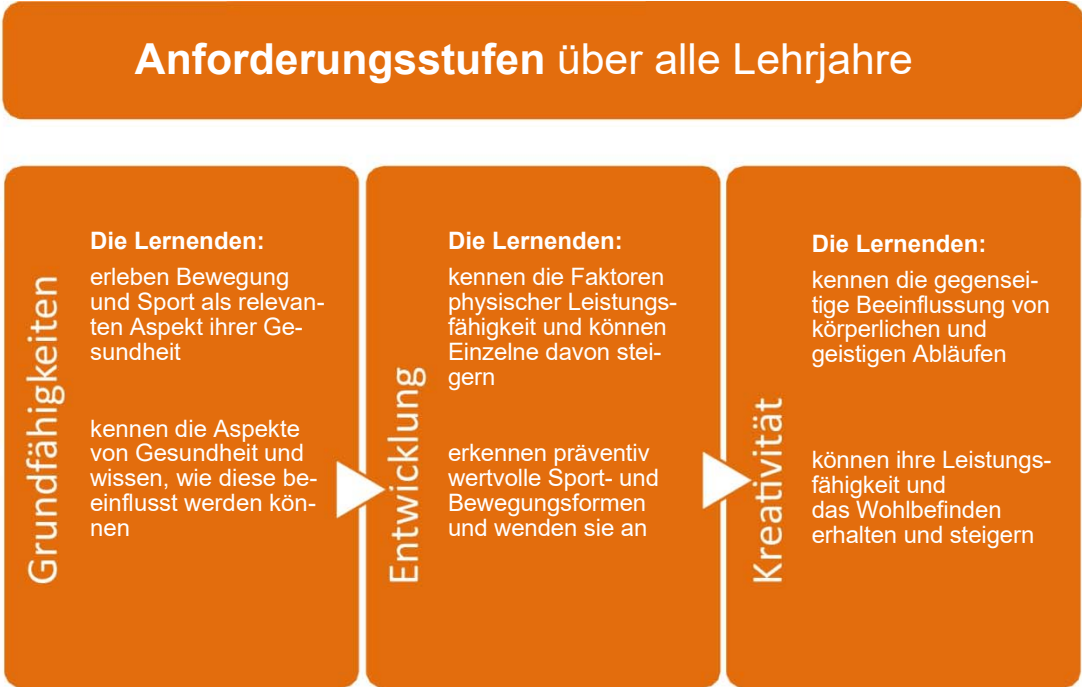 Anforderungsstufen über alle Lehrjahre
Grundfähigkeiten
Die Lernenden:
erleben Bewegung
und Sport als relevan-
ten Aspekt ihrer Ge-
sundheit
kennen die Aspekte
von Gesundheit und
wissen, wie diese be-
einflusst werden kön-
nen
Entwicklung
Die Lernenden:
kennen die Faktoren
physischer Leistungs-
fähigkeit und können
Einzelne davon stei-
gern
erkennen präventiv
wertvolle Sport- und
Bewegungsformen
und wenden sie an
Kreativität
Die Lernenden:
kennen die gegensei-
tige Beeinflussung von
körperlichen und
geistigen Abläufen
können ihre Leistungs-
fähigkeit und
das Wohlbefinden
erhalten und steigern